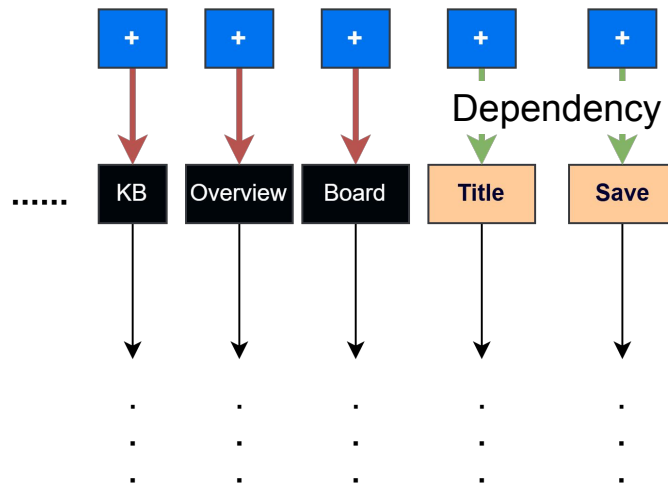 + + + + +
Dependency
...... KB Overview Board Title Save
. . . . .
. . . . .
. . . . .